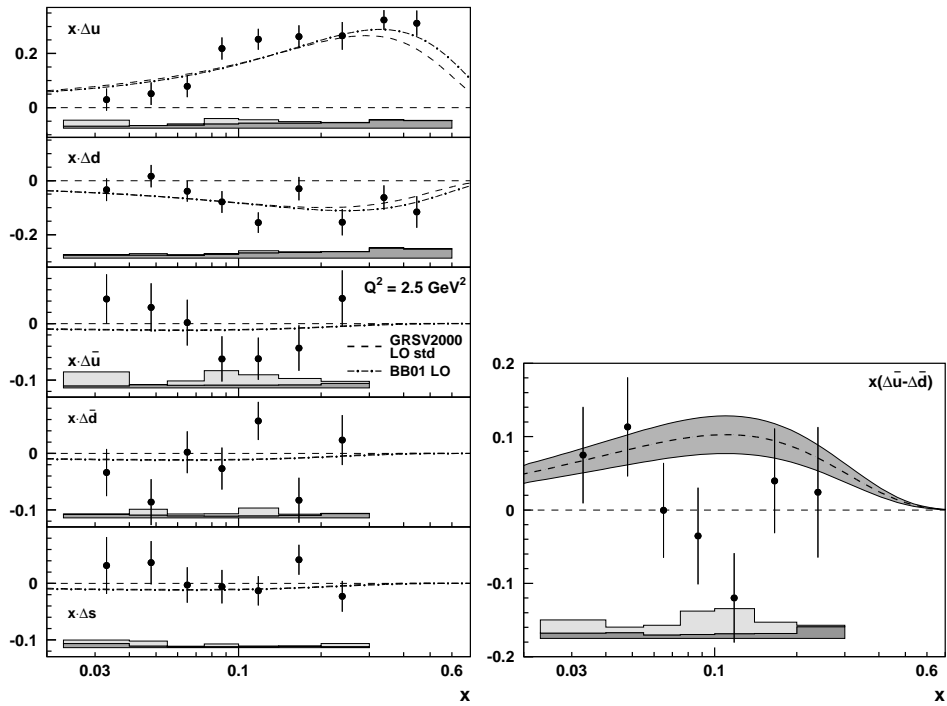 x·Δu
0.2
0
x·Δd
0
-0.2
Q² = 2.5 GeV²
0
GRSV2000
LO std
x·Δū
BB01 LO
-0.1
x·Δd̄
0
-0.1
0
x·Δs
-0.1
0.03 0.1 0.6
x
0.2
x(Δū-Δd̄)
0.1
0
-0.1
-0.2
0.03 0.1 0.6
x